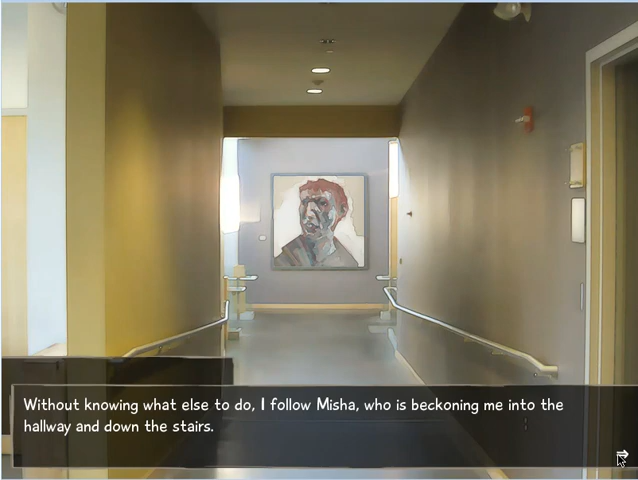 Without knowing what else to do, I follow Misha, who is beckoning me into the
hallway and down the stairs.